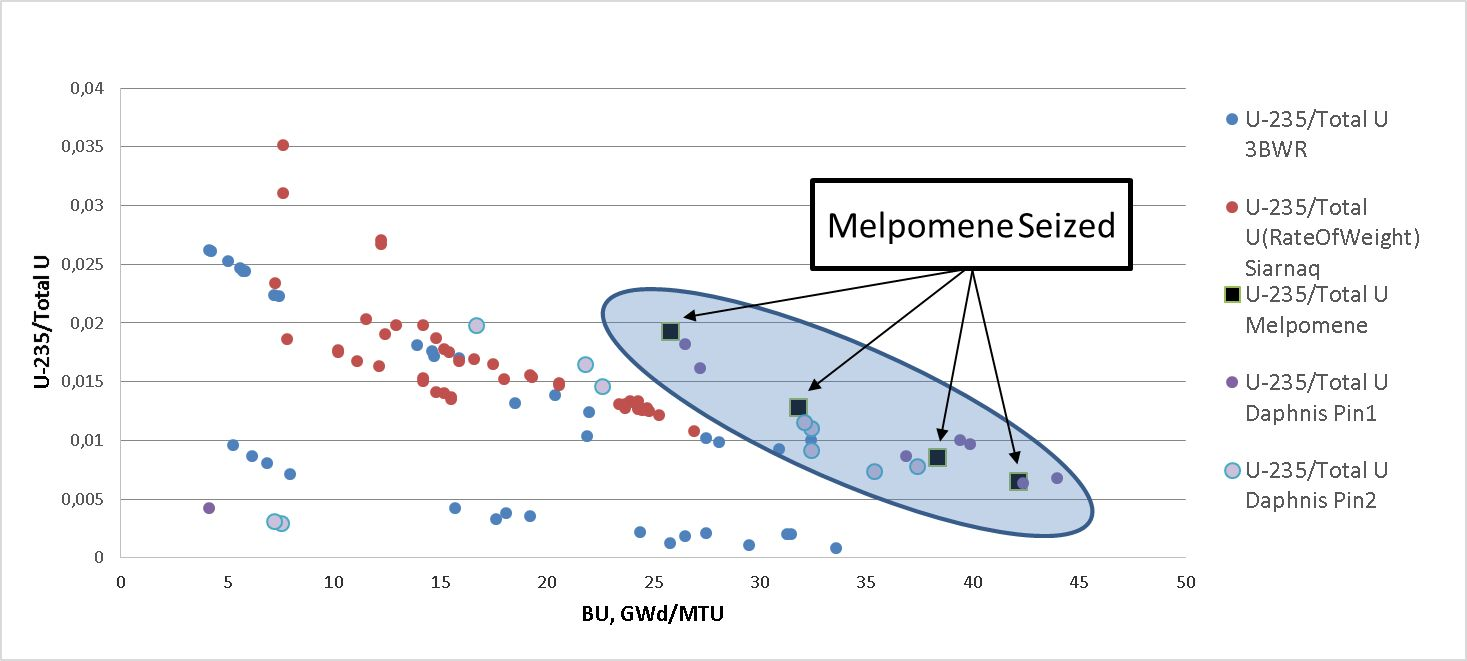 0,04
0,035
0,03
0,025
0,02
0,015
0,01
0,005
0
U-235/Total U
0 5 10 15 20 25 30 35 40 45 50
BU, GWd/MTU
Melpomene Seized
U-235/Total U
3BWR
U-235/Total
U(RateOfWeight)
Siarnaq
U-235/Total U
Melpomene
U-235/Total U
Daphnis Pin1
U-235/Total U
Daphnis Pin2